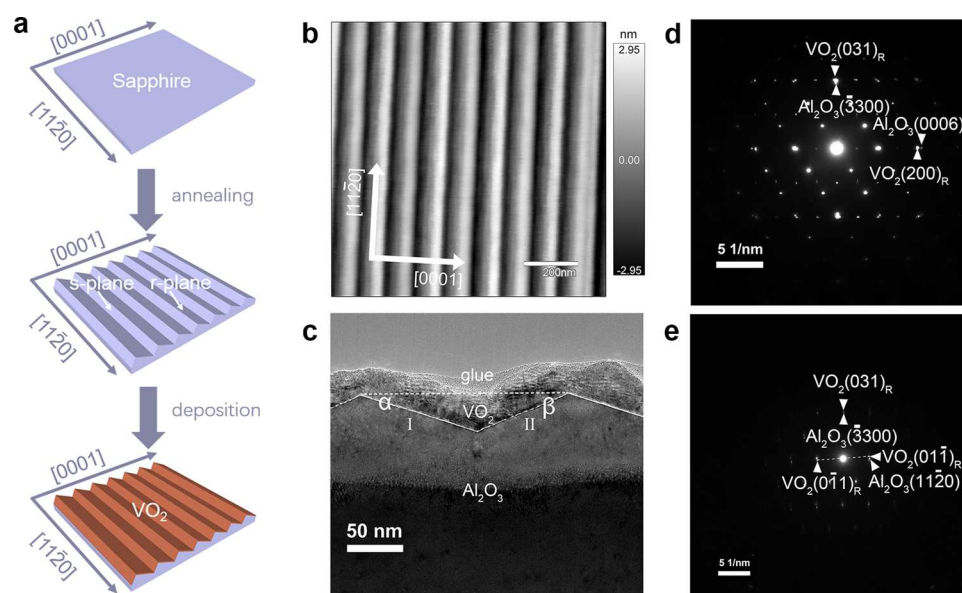 a
[0001]
Sapphire
[112̄0]
annealing
[0001]
s-plane r-plane
[112̄0]
deposition
[0001]
VO₂
[112̄0]
b
nm
2.95
0.00
-2.95
[112̄0]
[0001]
200nm
c
glue
α VO₂ β
I II
Al₂O₃
50 nm
d
VO₂(031)R
Al₂O₃(3̄300)
Al₂O₃(0006)
VO₂(200)R
5 1/nm
e
VO₂(031)R
Al₂O₃(3̄300)
VO₂(011̄)R
VO₂(01̄1)R
Al₂O₃(112̄0)
5 1/nm